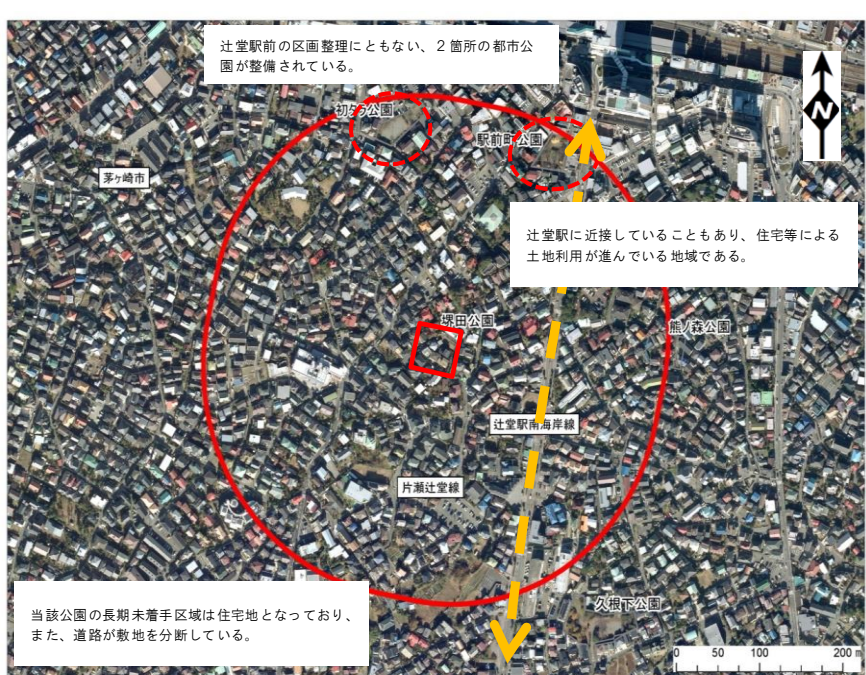 辻堂駅前の区画整理にともない、２箇所の都市公
園が整備されている。
初タラ公園
駅前町公園
N
茅ヶ崎市
辻堂駅に近接していることもあり、住宅等による
土地利用が進んでいる地域である。
堺田公園
熊ノ森公園
辻堂駅南海岸線
片瀬辻堂線
当該公園の長期未着手区域は住宅地となっており、
また、道路が敷地を分断している。
久根下公園
0 50 100 200 m